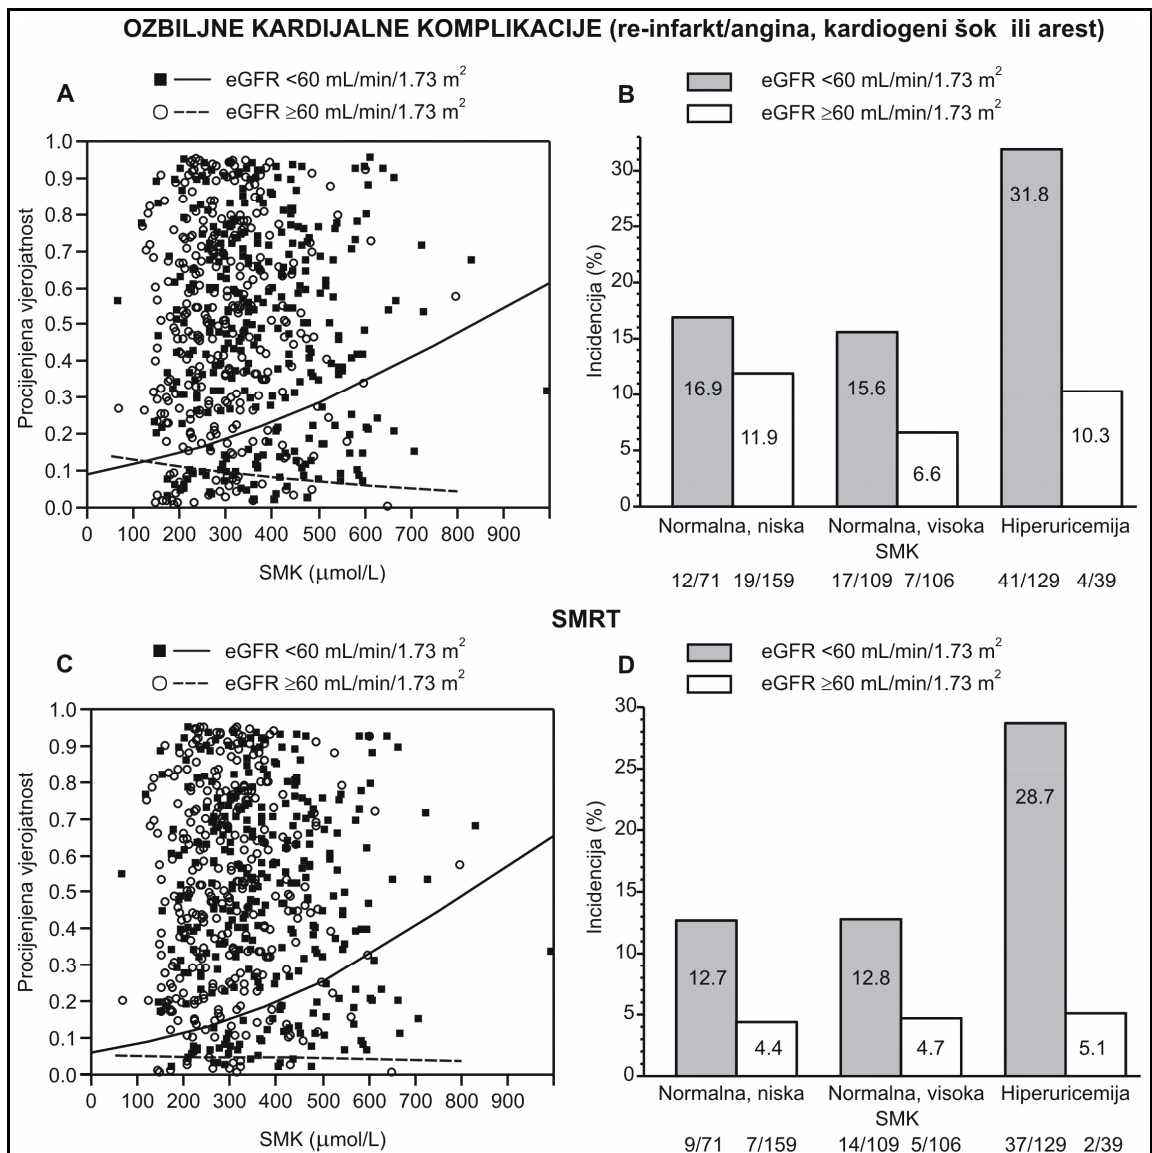 OZBILJNE KARDIJALNE KOMPLIKACIJE (re-infarkt/angina, kardiogeni šok ili arest)
A
eGFR <60 mL/min/1.73 m²
eGFR ≥60 mL/min/1.73 m²
Procijenjena vjerojatnost
1.0
0.9
0.8
0.7
0.6
0.5
0.4
0.3
0.2
0.1
0.0
0 100 200 300 400 500 600 700 800 900
SMK (µmol/L)
B
eGFR <60 mL/min/1.73 m²
eGFR ≥60 mL/min/1.73 m²
Incidencija (%)
30
25
20
15
10
5
0
16.9
11.9
15.6
6.6
31.8
10.3
Normalna, niska Normalna, visoka Hiperuricemija
SMK
12/71 19/159 17/109 7/106 41/129 4/39
SMRT
C
eGFR <60 mL/min/1.73 m²
eGFR ≥60 mL/min/1.73 m²
Procijenjena vjerojatnost
1.0
0.9
0.8
0.7
0.6
0.5
0.4
0.3
0.2
0.1
0.0
0 100 200 300 400 500 600 700 800 900
SMK (µmol/L)
D
eGFR <60 mL/min/1.73 m²
eGFR ≥60 mL/min/1.73 m²
Incidencija (%)
30
25
20
15
10
5
0
12.7
4.4
12.8
4.7
28.7
5.1
Normalna, niska Normalna, visoka Hiperuricemija
SMK
9/71 7/159 14/109 5/106 37/129 2/39